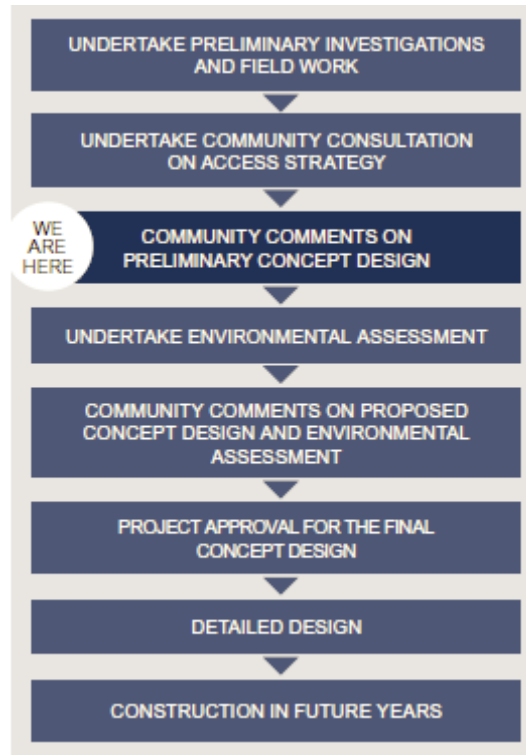 UNDERTAKE PRELIMINARY INVESTIGATIONS
AND FIELD WORK
UNDERTAKE COMMUNITY CONSULTATION
ON ACCESS STRATEGY
WE
ARE
HERE
COMMUNITY COMMENTS ON
PRELIMINARY CONCEPT DESIGN
UNDERTAKE ENVIRONMENTAL ASSESSMENT
COMMUNITY COMMENTS ON PROPOSED
CONCEPT DESIGN AND ENVIRONMENTAL
ASSESSMENT
PROJECT APPROVAL FOR THE FINAL
CONCEPT DESIGN
DETAILED DESIGN
CONSTRUCTION IN FUTURE YEARS